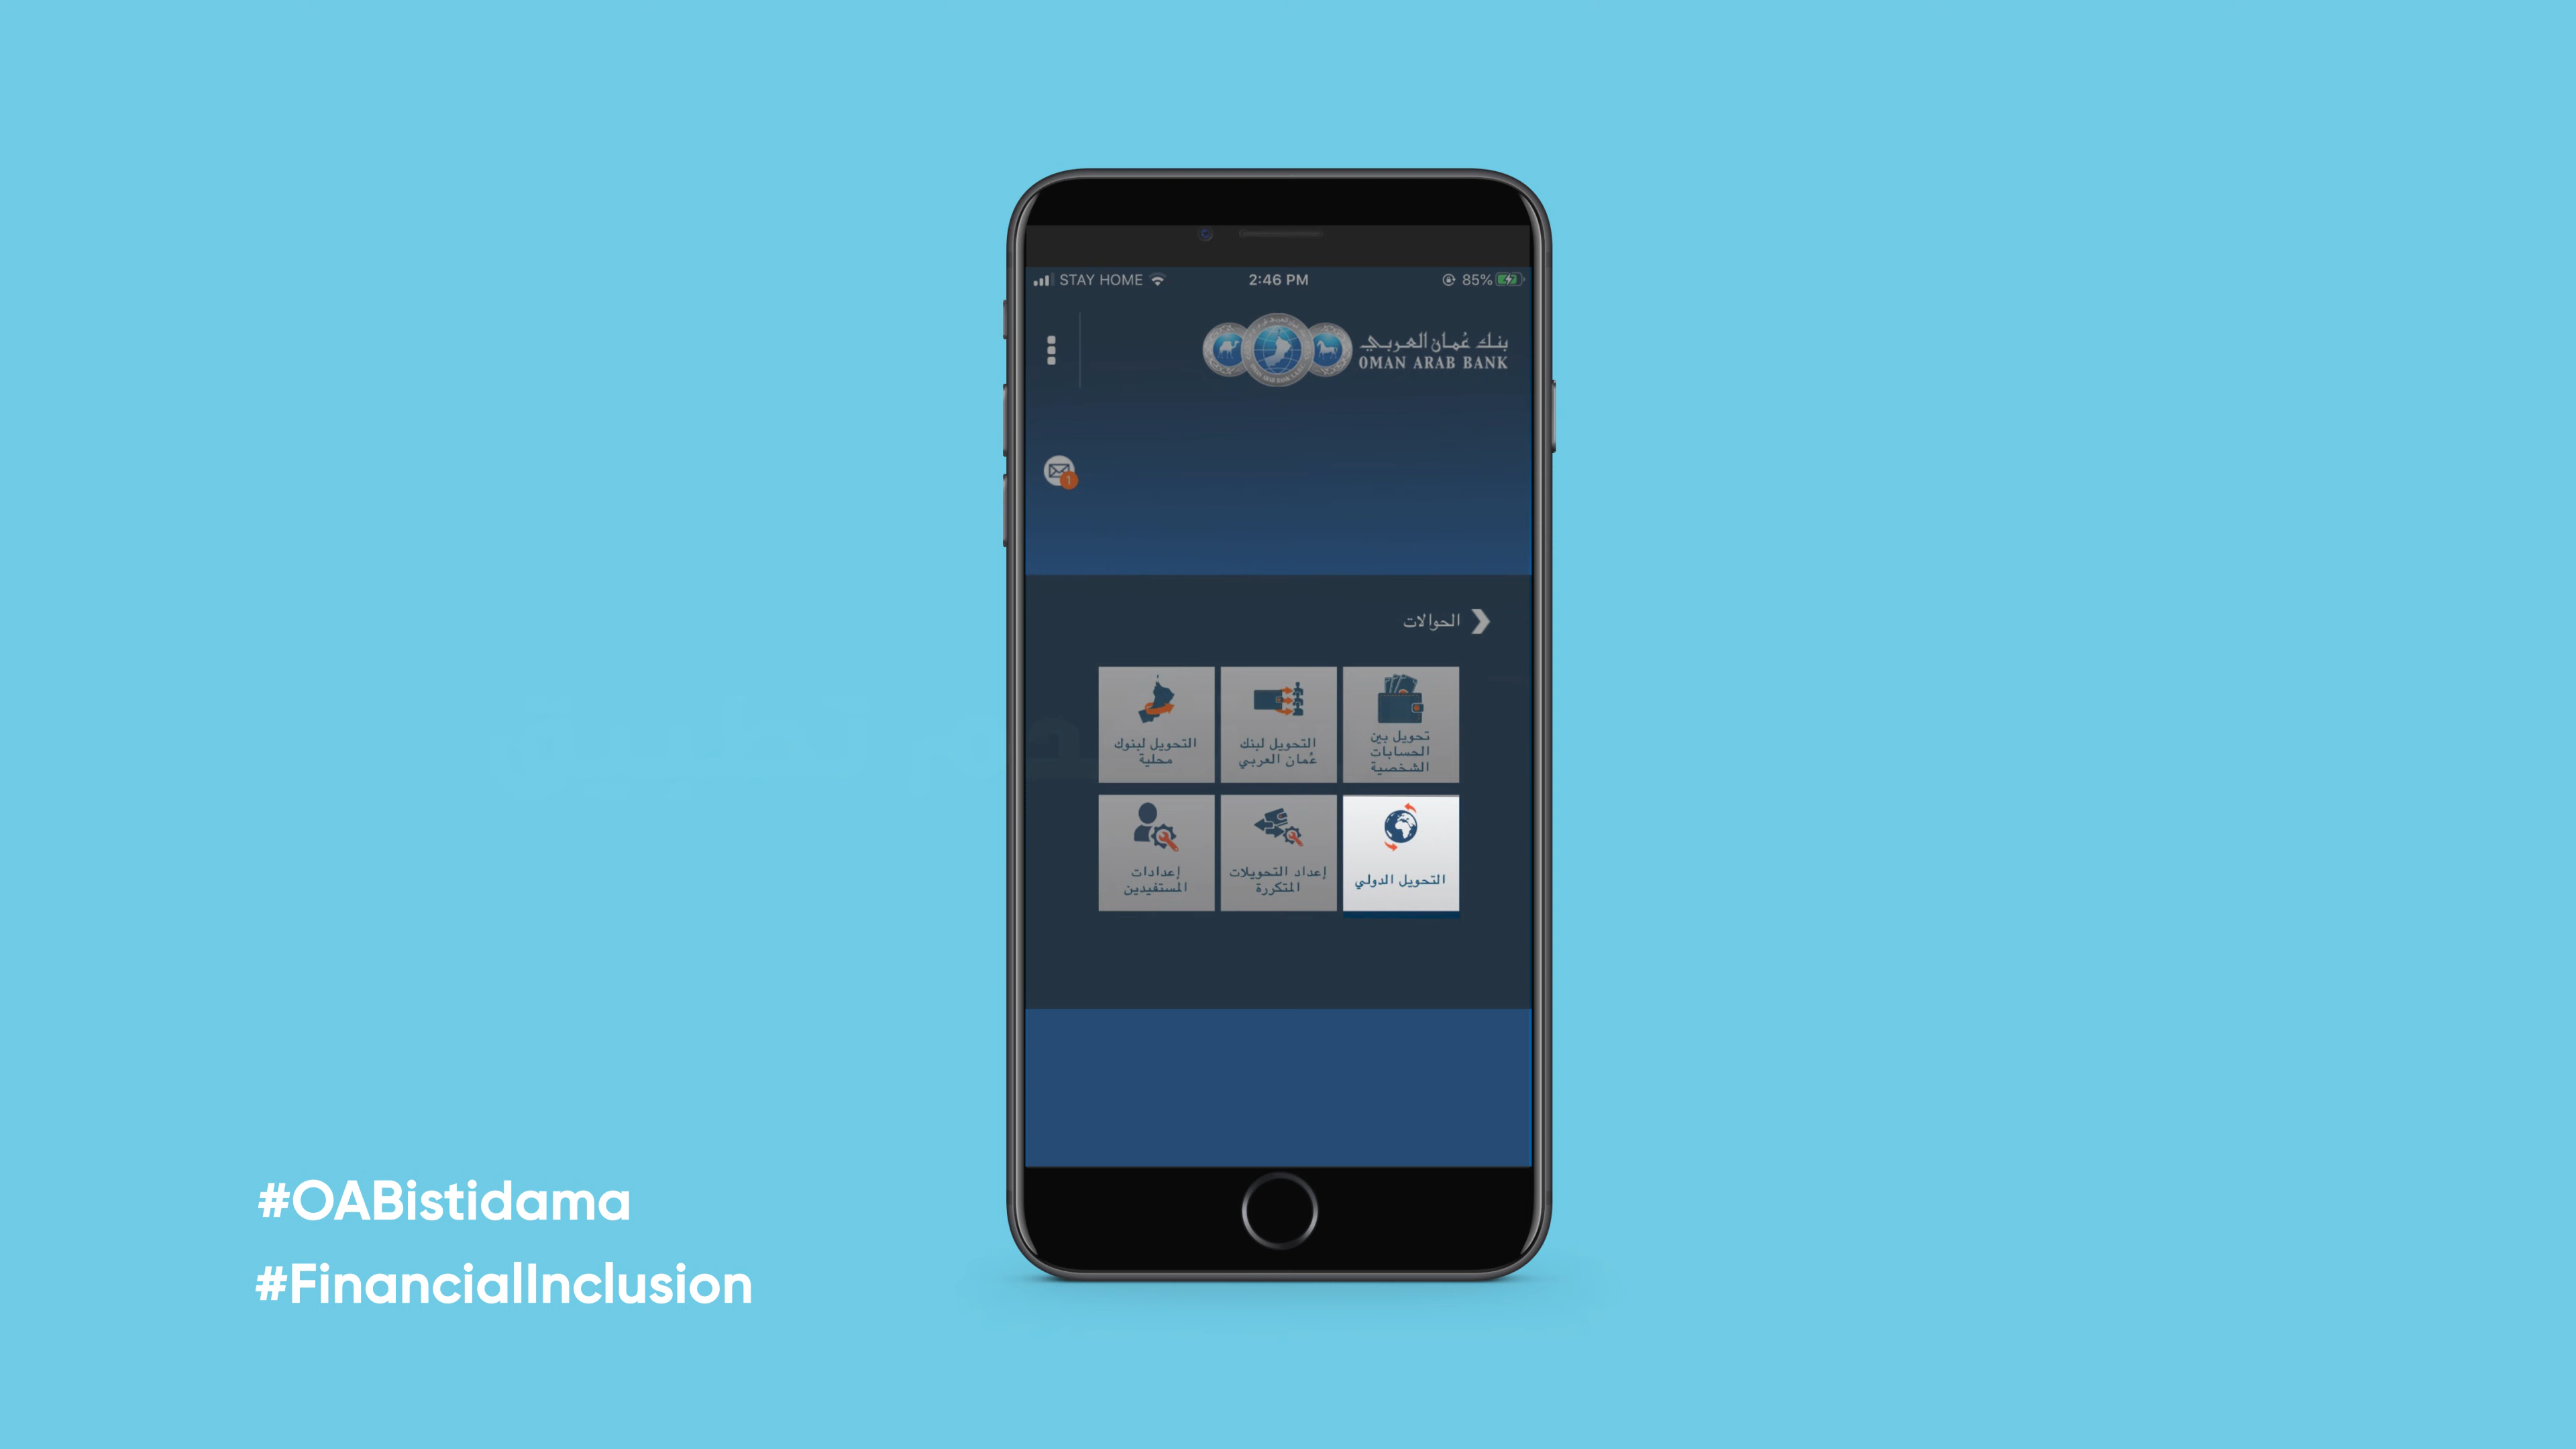 STAY HOME
2:46 PM
85%
بنك عُمان العربي
OMAN ARAB BANK
1
الحوالات
تحويل بين
الحسابات
الشخصية
التحويل لبنك
عُمان العربي
التحويل لبنوك
محلية
التحويل الدولي
إعداد التحويلات
المتكررة
إعدادات
المستفيدين
#OABistidama
#FinancialInclusion